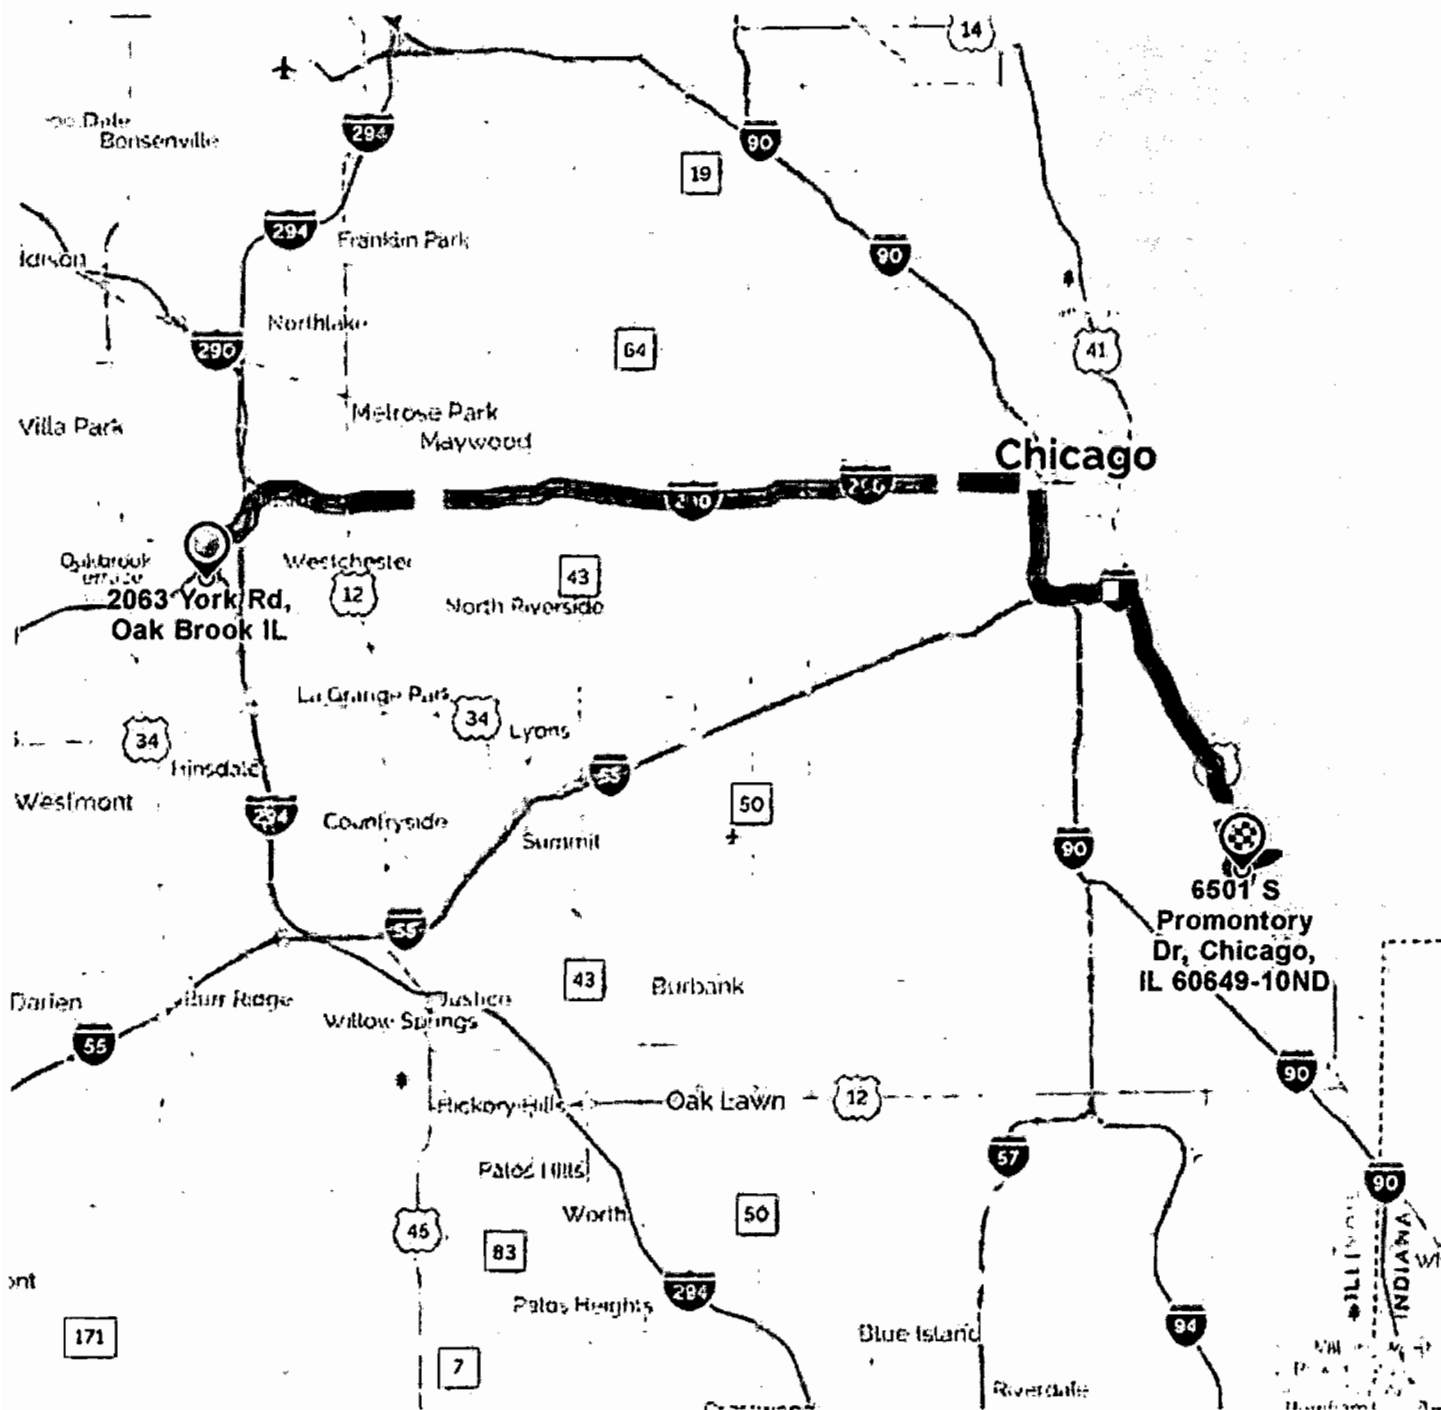 14
294
Bensenville
90
19
294
Franklin Park
90
Northlake
290
64
41
Villa Park
Melrose Park
Maywood
Chicago
290
Westchester
43
12
2063 York Rd,
Oak Brook IL
North Riverside
La Grange Park
34
34
Lyons
Hinsdale
55
Westmont
50
294
Countryside
Summit
90
6501 S
Promontory
Dr, Chicago,
IL 60649-10ND
55
43
Burbank
Darien
Burr Ridge
Justice
Willow Springs
55
90
Hickory Hills
Oak Lawn
12
57
Palos Hills
90
Worth
50
45
83
ILLINOIS
INDIANA
294
Palos Heights
ont
171
Blue Island
94
7
Riverdale